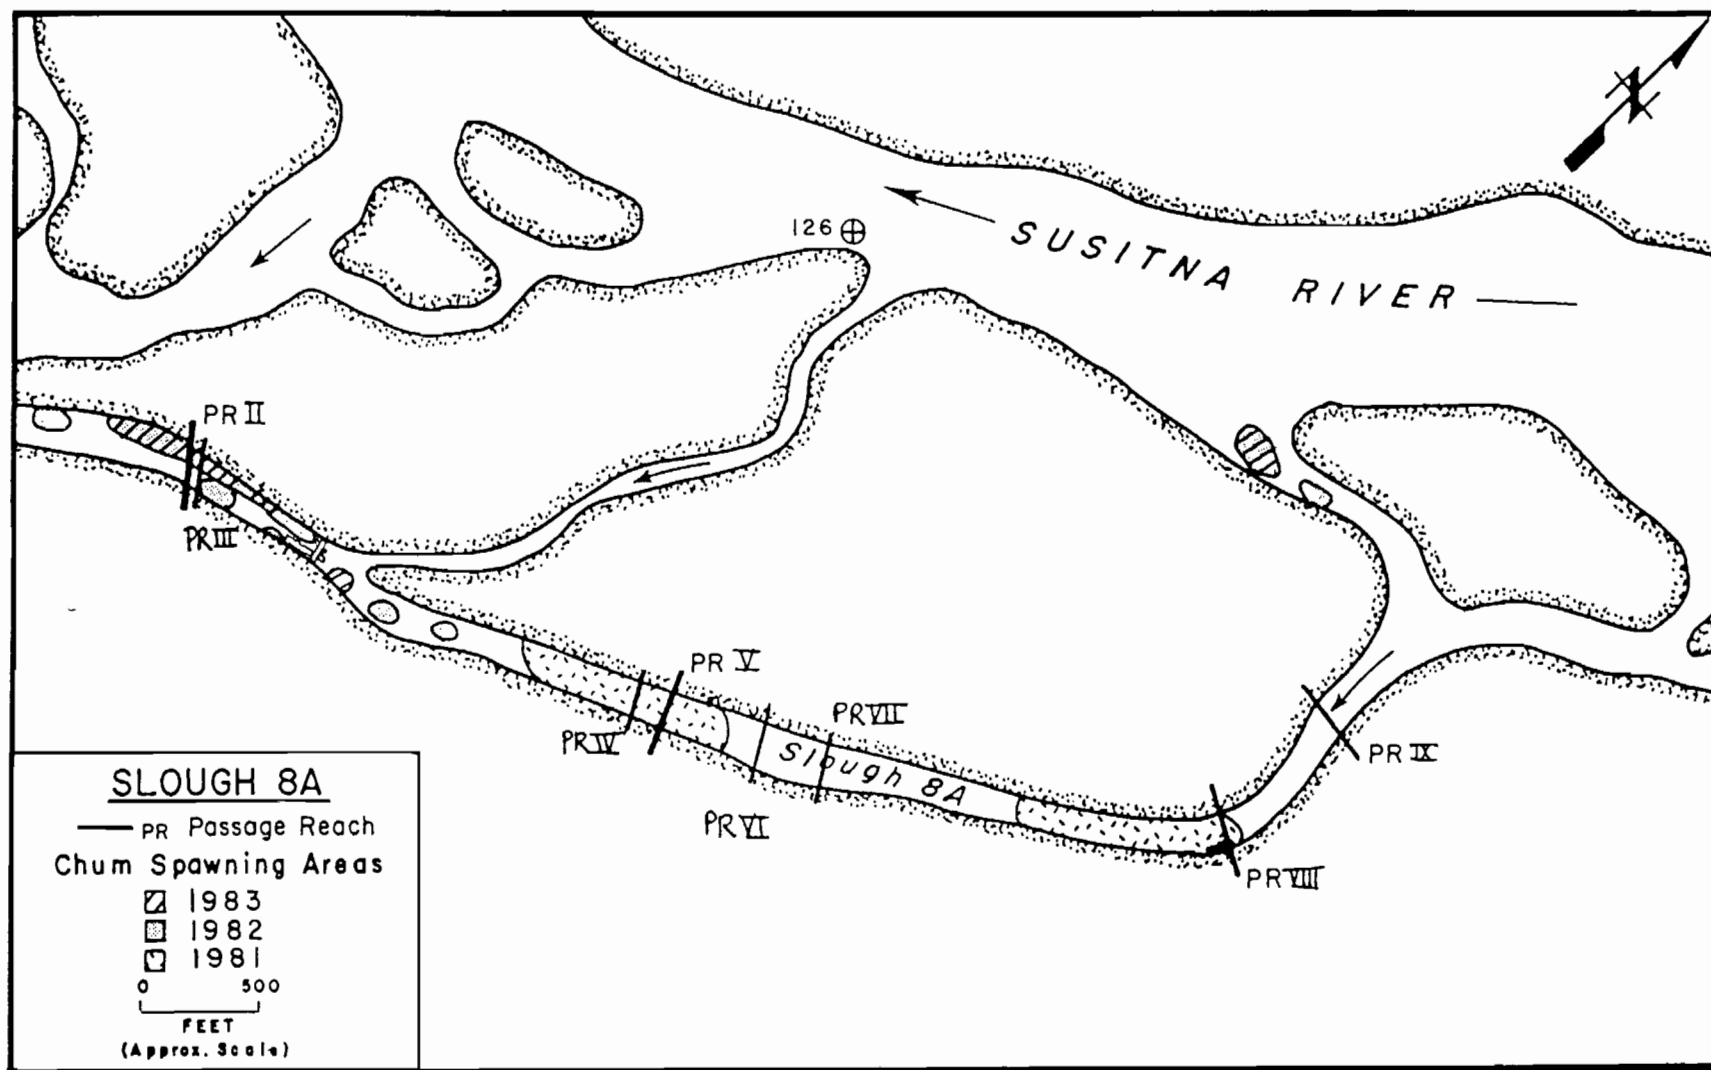 N
126
SUSITNA RIVER
PR II
PR III
PR V
PR IV
PR VII
Slough 8A
PR VI
PR IX
PR VIII
SLOUGH 8A
PR Passage Reach
Chum Spawning Areas
1983
1982
1981
0 500
FEET
(Approx. Scale)